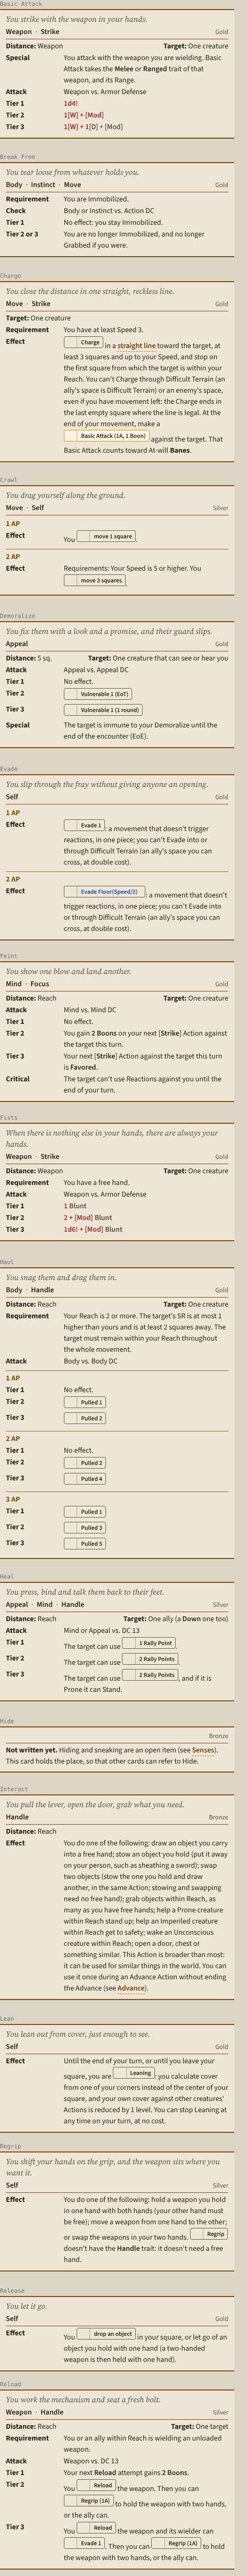 Basic Attack
You strike with the weapon in your hands.
Weapon · Strike Gold
Distance: Weapon Target: One creature
Special You attack with the weapon you are wielding. Basic
Attack takes the Melee or Ranged trait of that
weapon, and its Range.
Attack Weapon vs. Armor Defense
Tier 1 1d4!
Tier 2 1[W] + [Mod]
Tier 3 1[W] + 1[D] + [Mod]
Break Free
You tear loose from whatever holds you.
Body · Instinct · Move Gold
Requirement You are Immobilized.
Check Body or Instinct vs. Action DC
Tier 1 No effect: you stay Immobilized.
Tier 2 or 3 You are no longer Immobilized, and no longer
Grabbed if you were.
Charge
You close the distance in one straight, reckless line.
Move · Strike Gold
Target: One creature
Requirement You have at least Speed 3.
Effect Charge in a straight line toward the target, at
least 3 squares and up to your Speed, and stop on
the first square from which the target is within your
Reach. You can't Charge through Difficult Terrain (an
ally's space is Difficult Terrain) or an enemy's space,
even if you have movement left: the Charge ends in
the last empty square where the line is legal. At the
end of your movement, make a
Basic Attack (1A, 1 Boon) against the target. That
Basic Attack counts toward At-will Banes.
Crawl
You drag yourself along the ground.
Move · Self Silver
1 AP
Effect You move 1 square.
2 AP
Effect Requirements: Your Speed is 5 or higher. You
move 3 squares.
Demoralize
You fix them with a look and a promise, and their guard slips.
Appeal Gold
Distance: 5 sq. Target: One creature that can see or hear you
Attack Appeal vs. Appeal DC
Tier 1 No effect.
Tier 2 Vulnerable 1 (EoT)
Tier 3 Vulnerable 1 (1 round)
Special The target is immune to your Demoralize until the
end of the encounter (EoE).
Evade
You slip through the fray without giving anyone an opening.
Self Gold
1 AP
Effect Evade 1: a movement that doesn't trigger
reactions, in one piece; you can't Evade into or
through Difficult Terrain (an ally's space you can
cross, at double cost).
2 AP
Effect Evade Floor(Speed/2): a movement that doesn't
trigger reactions, in one piece; you can't Evade into
or through Difficult Terrain (an ally's space you can
cross, at double cost).
Feint
You show one blow and land another.
Mind · Focus Gold
Distance: Reach Target: One creature
Attack Mind vs. Mind DC
Tier 1 No effect.
Tier 2 You gain 2 Boons on your next [Strike] Action against
the target this turn.
Tier 3 Your next [Strike] Action against the target this turn
is Favored.
Critical The target can't use Reactions against you until the
end of your turn.
Fists
When there is nothing else in your hands, there are always your
hands.
Weapon · Strike Gold
Distance: Weapon Target: One creature
Requirement You have a free hand.
Attack Weapon vs. Armor Defense
Tier 1 1 Blunt
Tier 2 2 + [Mod] Blunt
Tier 3 1d6! + [Mod] Blunt
Haul
You snag them and drag them in.
Body · Handle Gold
Distance: Reach Target: One creature
Requirement Your Reach is 2 or more. The target's SR is at most 1
higher than yours and is at least 2 squares away. The
target must remain within your Reach throughout
the whole movement.
Attack Body vs. Body DC
1 AP
Tier 1 No effect.
Tier 2 Pulled 1
Tier 3 Pulled 2
2 AP
Tier 1 No effect.
Tier 2 Pulled 2
Tier 3 Pulled 4
3 AP
Tier 1 Pulled 1
Tier 2 Pulled 3
Tier 3 Pulled 5
Heal
You press, bind and talk them back to their feet.
Appeal · Mind · Handle Silver
Distance: Reach Target: One ally (a Down one too)
Attack Mind or Appeal vs. DC 13
Tier 1 The target can use 1 Rally Point.
Tier 2 The target can use 2 Rally Points.
Tier 3 The target can use 2 Rally Points, and if it is
Prone it can Stand.
Hide
Bronze
Not written yet. Hiding and sneaking are an open item (see Senses).
This card holds the place, so that other cards can refer to Hide.
Interact
You pull the lever, open the door, grab what you need.
Handle Bronze
Distance: Reach
Effect You do one of the following: draw an object you carry
into a free hand; stow an object you hold (put it away
on your person, such as sheathing a sword); swap
two objects (stow the one you hold and draw
another, in the same Action; stowing and swapping
need no free hand); grab objects within Reach, as
many as you have free hands; help a Prone creature
within Reach stand up; help an Imperiled creature
within Reach get to safety; wake an Unconscious
creature within Reach; open a door, chest or
something similar. This Action is broader than most:
it can be used for similar things in the world. You can
use it once during an Advance Action without ending
the Advance (see Advance).
Lean
You lean out from cover, just enough to see.
Self Gold
Effect Until the end of your turn, or until you leave your
square, you are Leaning: you calculate cover
from one of your corners instead of the center of your
square, and your own cover against other creatures'
Actions is reduced by 1 level. You can stop Leaning at
any time on your turn, at no cost.
Regrip
You shift your hands on the grip, and the weapon sits where you
want it.
Self Silver
Effect You do one of the following: hold a weapon you hold
in one hand with both hands (your other hand must
be free); move a weapon from one hand to the other;
or swap the weapons in your two hands. Regrip
doesn't have the Handle trait: it doesn't need a free
hand.
Release
You let it go.
Self Gold
Effect You drop an object in your square, or let go of an
object you hold with one hand (a two-handed
weapon is then held with one hand).
Reload
You work the mechanism and seat a fresh bolt.
Weapon · Handle Silver
Distance: Reach Target: One target
Requirement You or an ally within Reach is wielding an unloaded
weapon.
Attack Weapon vs. DC 13
Tier 1 Your next Reload attempt gains 2 Boons.
Tier 2 You Reload the weapon. Then you can
Regrip (1A) to hold the weapon with two hands,
or the ally can.
Tier 3 You Reload the weapon and its wielder can
Evade 1. Then you can Regrip (1A) to hold
the weapon with two hands, or the ally can.